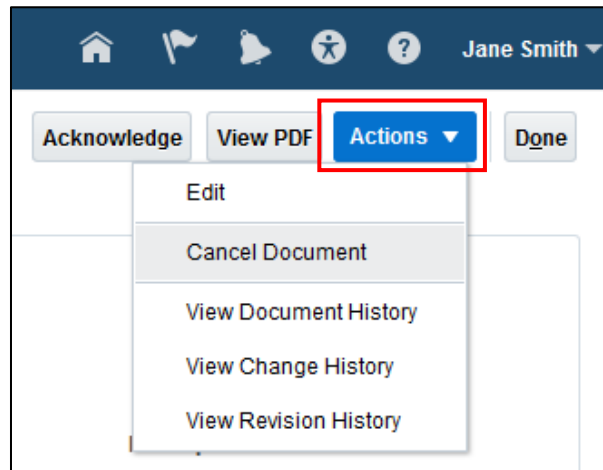 Jane Smith
Acknowledge View PDF Actions Done
Edit
Cancel Document
View Document History
View Change History
View Revision History